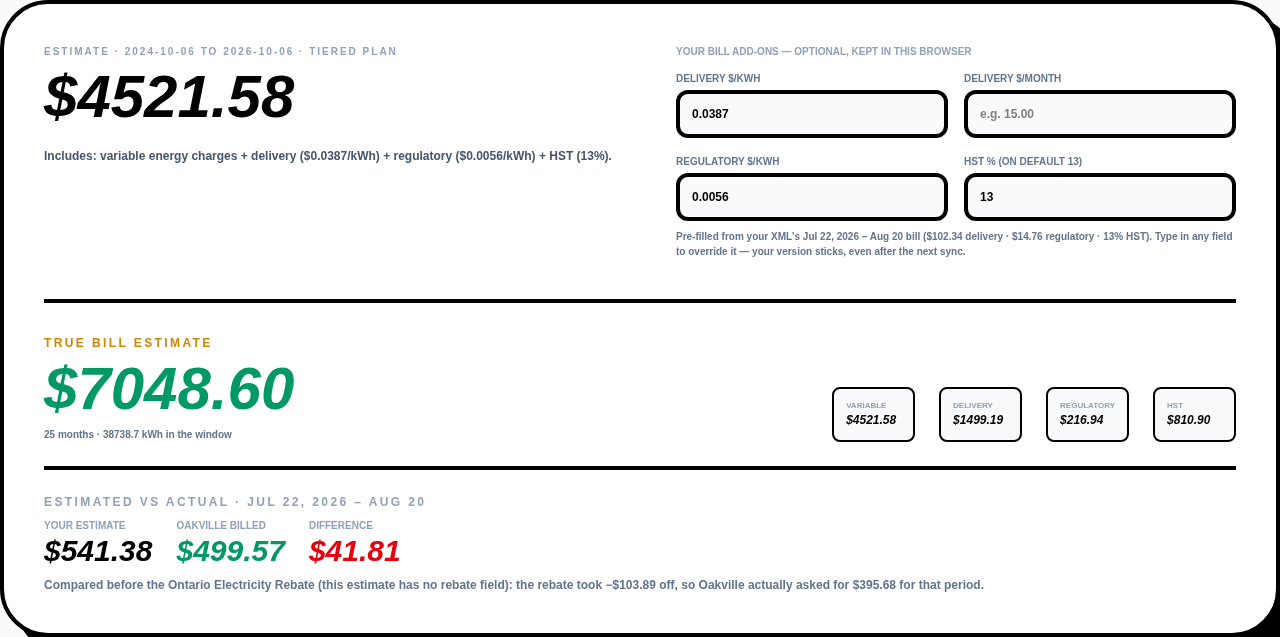 ESTIMATE · 2024-10-06 TO 2026-10-06 · TIERED PLAN
$4521.58
Includes: variable energy charges + delivery ($0.0387/kWh) + regulatory ($0.0056/kWh) + HST (13%).
YOUR BILL ADD-ONS — OPTIONAL, KEPT IN THIS BROWSER
DELIVERY $/KWH
DELIVERY $/MONTH
0.0387
e.g. 15.00
REGULATORY $/KWH
HST % (ON DEFAULT 13)
0.0056
13
Pre-filled from your XML's Jul 22, 2026 – Aug 20 bill ($102.34 delivery · $14.76 regulatory · 13% HST). Type in any field
to override it — your version sticks, even after the next sync.
TRUE BILL ESTIMATE
$7048.60
25 months · 38738.7 kWh in the window
VARIABLE
$4521.58
DELIVERY
$1499.19
REGULATORY
$216.94
HST
$810.90
ESTIMATED VS ACTUAL · JUL 22, 2026 – AUG 20
YOUR ESTIMATE
$541.38
OAKVILLE BILLED
$499.57
DIFFERENCE
$41.81
Compared before the Ontario Electricity Rebate (this estimate has no rebate field): the rebate took −$103.89 off, so Oakville actually asked for $395.68 for that period.